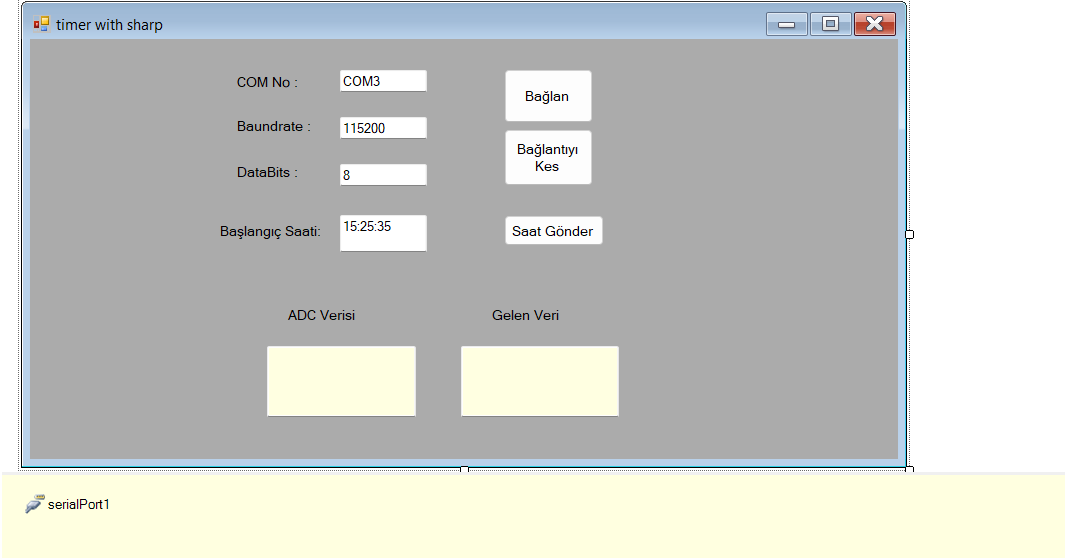 timer with sharp
COM No :
COM3
Bağlan
Baundrate :
115200
Bağlantıyı
Kes
DataBits :
8
Başlangıç Saati:
15:25:35
Saat Gönder
ADC Verisi
Gelen Veri
serialPort1